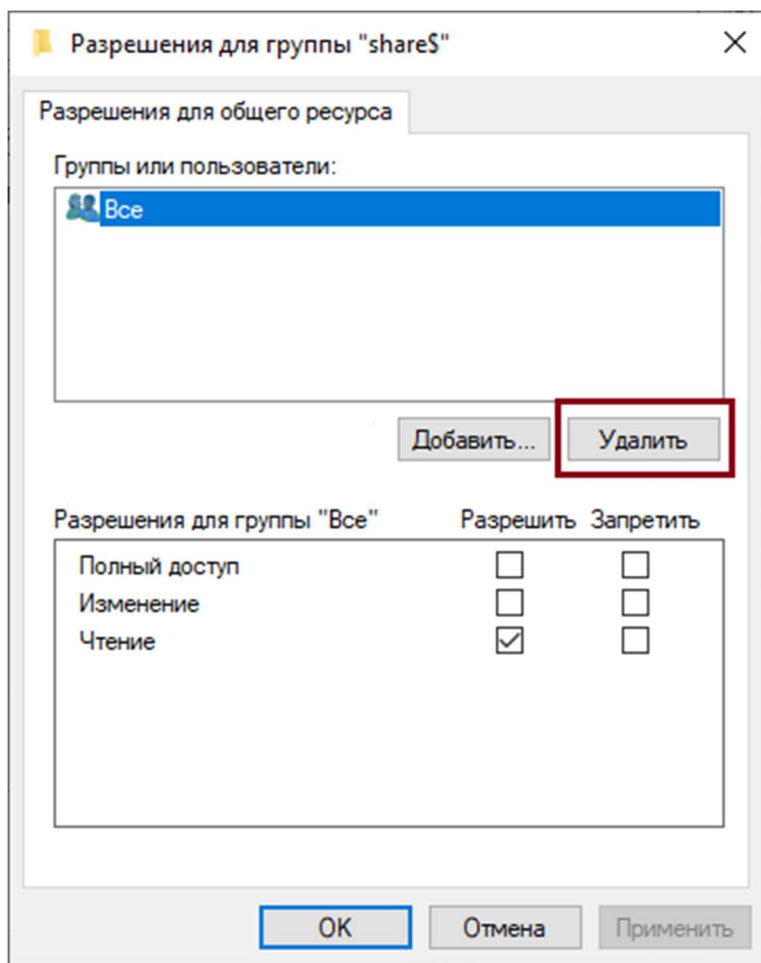 Разрешения для группы "share$"
Разрешения для общего ресурса
Группы или пользователи:
Все
Добавить... Удалить
Разрешения для группы "Все" Разрешить Запретить
Полный доступ
Изменение
Чтение
OK Отмена Применить